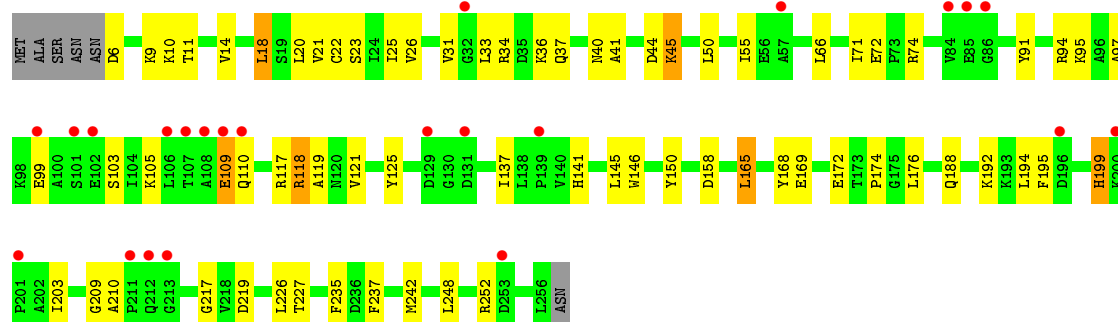 MET ALA SER ASN ASN D6 K9 K10 T11 V14 L18 S19 L20 V21 C22 S23 I24 I25 V26 V31 G32 L33 R34 D35 K36 Q37 N40 A41 D44 K45 L50 I55 E56 A57 L66 I71 E72 P73 R74 V84 E85 G86 Y91 R94 K95 A96 A97
K98 E99 A100 S101 E102 S103 I104 K105 L106 T107 A108 E109 Q110 R117 R118 A119 N120 V121 Y125 D129 G130 D131 I137 L138 P139 V140 H141 L145 W146 Y150 D158 L165 Y168 E169 E172 T173 P174 G175 L176 Q188 K192 K193 L194 F195 D196 H199 K200
P201 A202 I203 G209 A210 P211 Q212 G213 G217 V218 D219 L226 T227 F235 D236 F237 M242 L248 R252 D253 L256 ASN